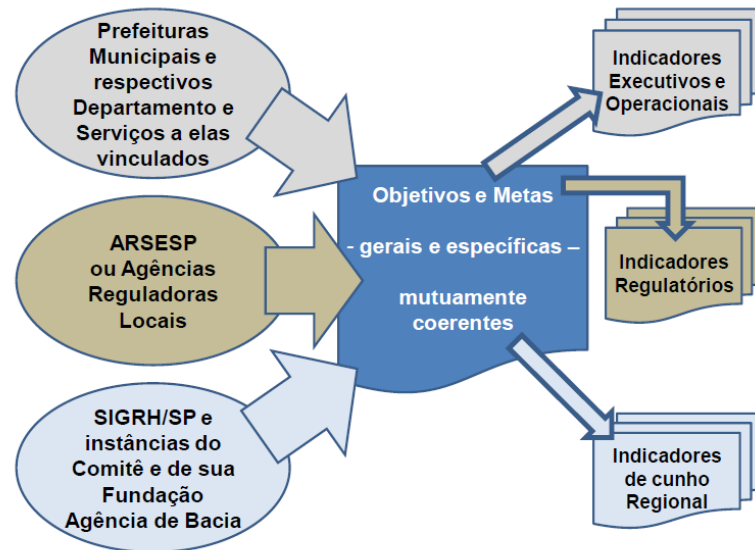 Prefeituras
Municipais e
respectivos
Departamento e
Serviços a elas
vinculados
ARSESP
ou Agências
Reguladoras
Locais
SIGRH/SP e
instâncias do
Comitê e de sua
Fundação
Agência de Bacia
Objetivos e Metas
- gerais e específicas –
mutuamente
coerentes
Indicadores
Executivos e
Operacionais
Indicadores
Regulatórios
Indicadores
de cunho
Regional